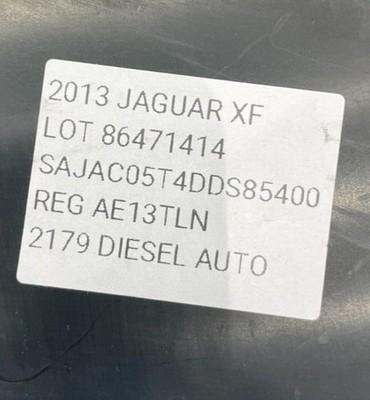 2013 JAGUAR XF
LOT 86471414
SAJAC05T4DDS85400
REG AE13TLN
2179 DIESEL AUTO